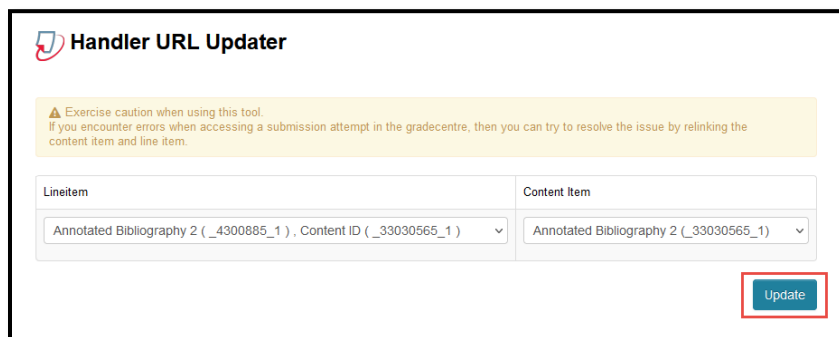 Handler URL Updater
Exercise caution when using this tool.
If you encounter errors when accessing a submission attempt in the gradecentre, then you can try to resolve the issue by relinking the
content item and line item.
Lineitem
Content Item
Annotated Bibliography 2 ( _4300885_1 ) , Content ID ( _33030565_1 )
Annotated Bibliography 2 (_33030565_1)
Update